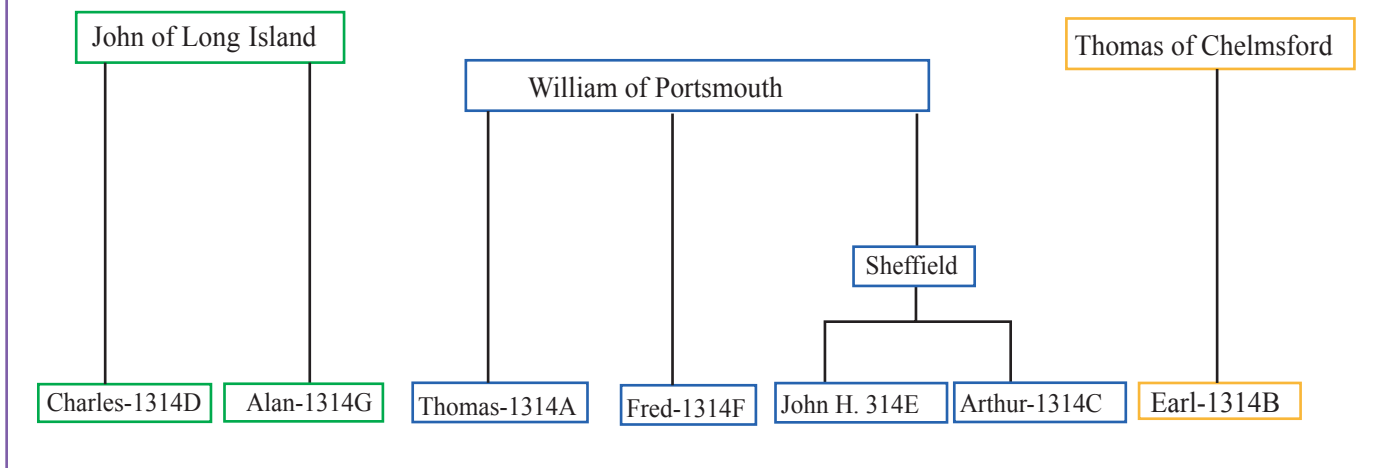 John of Long Island
Thomas of Chelmsford
William of Portsmouth
Sheffield
Charles-1314D
Alan-1314G
Thomas-1314A
Fred-1314F
John H. 314E
Arthur-1314C
Earl-1314B